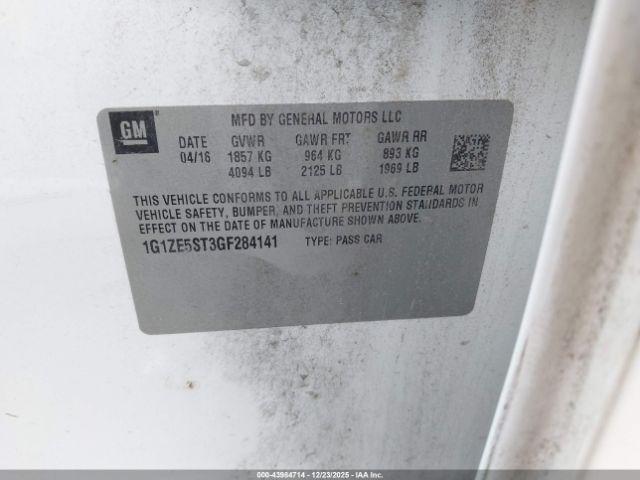 GM
MFD BY GENERAL MOTORS LLC
DATE GVWR GAWR FRT GAWR RR
04/16 1857 KG 964 KG 893 KG
4094 LB 2125 LB 1969 LB
THIS VEHICLE CONFORMS TO ALL APPLICABLE U.S. FEDERAL MOTOR
VEHICLE SAFETY, BUMPER, AND THEFT PREVENTION STANDARDS IN
EFFECT ON THE DATE OF MANUFACTURE SHOWN ABOVE.
1G1ZE5ST3GF284141 TYPE: PASS CAR
000-43984714 - 12/23/2025 - IAA Inc.